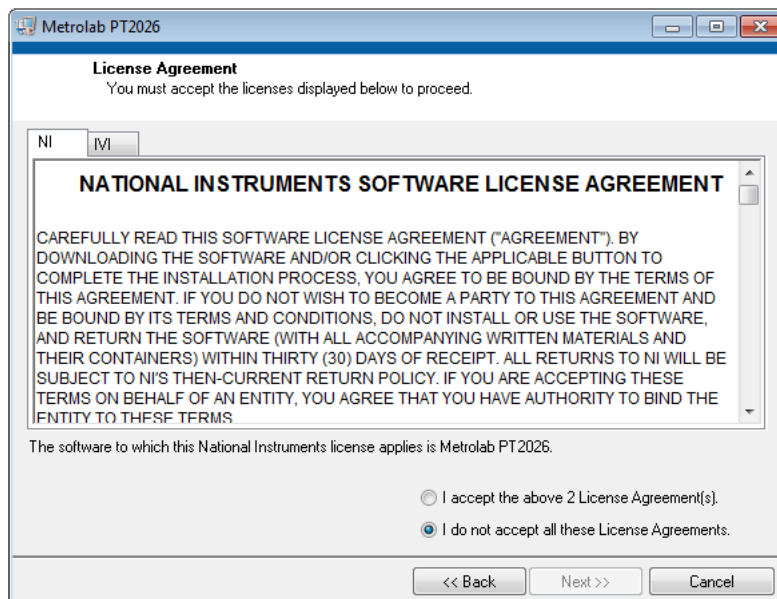 Metrolab PT2026
License Agreement
You must accept the licenses displayed below to proceed.
NI
IVI
NATIONAL INSTRUMENTS SOFTWARE LICENSE AGREEMENT
CAREFULLY READ THIS SOFTWARE LICENSE AGREEMENT ("AGREEMENT"). BY
DOWNLOADING THE SOFTWARE AND/OR CLICKING THE APPLICABLE BUTTON TO
COMPLETE THE INSTALLATION PROCESS, YOU AGREE TO BE BOUND BY THE TERMS OF
THIS AGREEMENT. IF YOU DO NOT WISH TO BECOME A PARTY TO THIS AGREEMENT AND
BE BOUND BY ITS TERMS AND CONDITIONS, DO NOT INSTALL OR USE THE SOFTWARE,
AND RETURN THE SOFTWARE (WITH ALL ACCOMPANYING WRITTEN MATERIALS AND
THEIR CONTAINERS) WITHIN THIRTY (30) DAYS OF RECEIPT. ALL RETURNS TO NI WILL BE
SUBJECT TO NI'S THEN-CURRENT RETURN POLICY. IF YOU ARE ACCEPTING THESE
TERMS ON BEHALF OF AN ENTITY, YOU AGREE THAT YOU HAVE AUTHORITY TO BIND THE
ENTITY TO THESE TERMS
The software to which this National Instruments license applies is Metrolab PT2026.
I accept the above 2 License Agreement(s).
I do not accept all these License Agreements.
<< Back
Next >>
Cancel